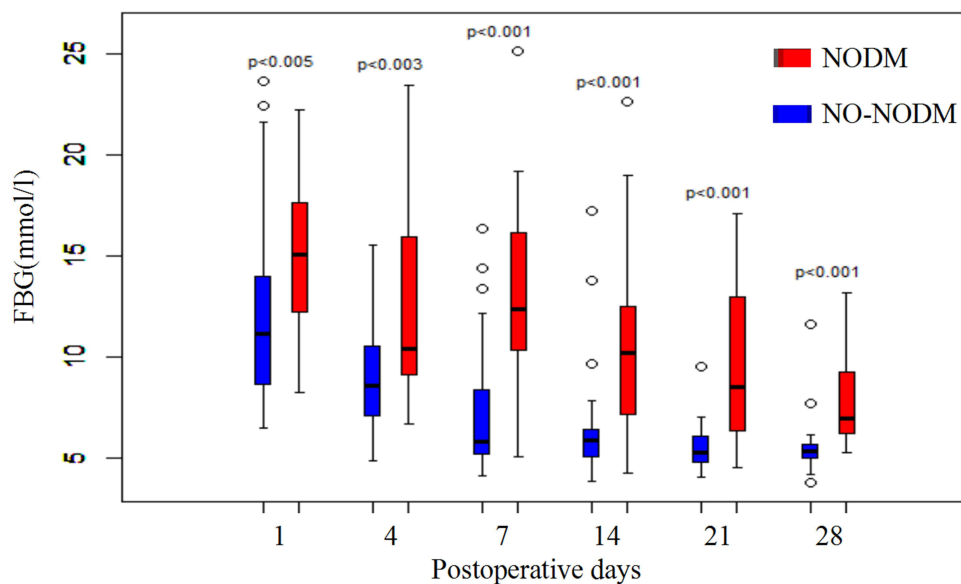 p<0.001
25
p<0.005
p<0.003
NODM
p<0.001
NO-NODM
20
p<0.001
15
p<0.001
FBG(mmol/l)
10
5
1 4 7 14 21 28
Postoperative days